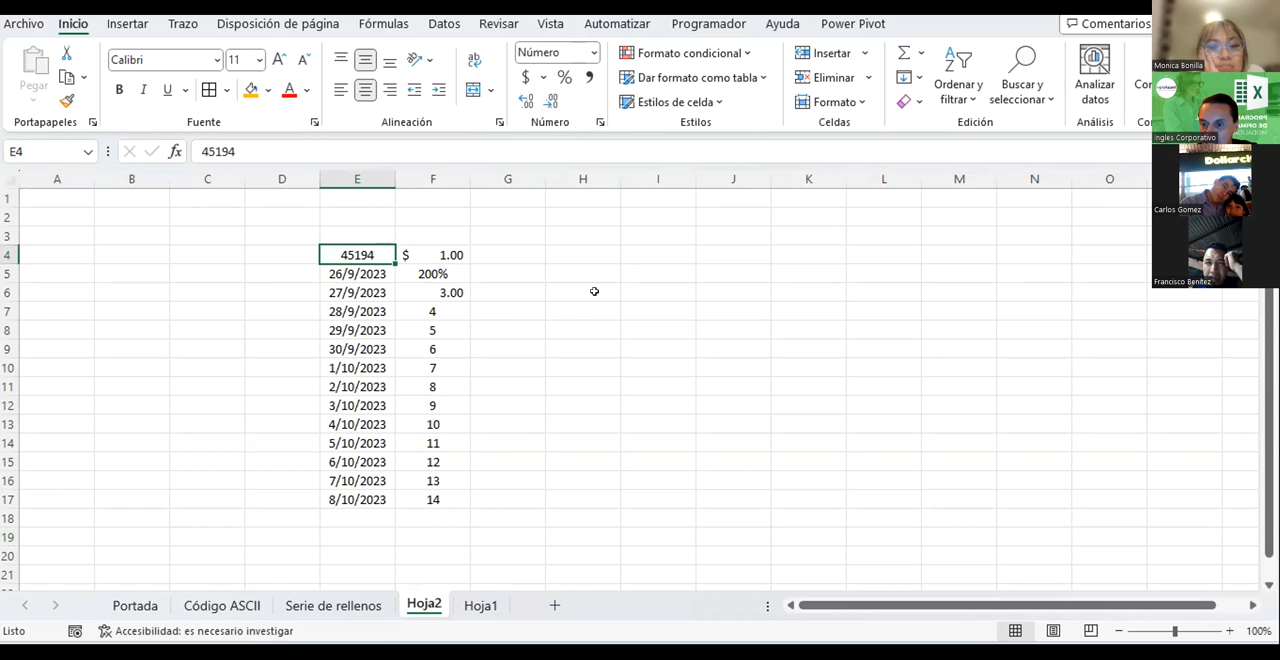 Archivo Inicio Insertar Trazo Disposición de página Fórmulas Datos Revisar Vista Automatizar Programador Ayuda Power Pivot Comentarios
Pegar
Calibri 11
Número
Formato condicional
Dar formato como tabla
Estilos de celda
Insertar
Eliminar
Formato
Ordenar y filtrar
Buscar y seleccionar
Analizar datos
Portapapeles Fuente Alineación Número Estilos Celdas Edición Análisis
E4 fx 45194
A B C D E F G H I J K L M N O
1
2
3
4 45194 $ 1.00
5 26/9/2023 200%
6 27/9/2023 3.00
7 28/9/2023 4
8 29/9/2023 5
9 30/9/2023 6
10 1/10/2023 7
11 2/10/2023 8
12 3/10/2023 9
13 4/10/2023 10
14 5/10/2023 11
15 6/10/2023 12
16 7/10/2023 13
17 8/10/2023 14
18
19
20
21
Portada Código ASCII Serie de rellenos Hoja2 Hoja1
Listo Accesibilidad: es necesario investigar 100%
Monica Bonilla
Ingles Corporativo
Carlos Gomez
Francisco Benítez